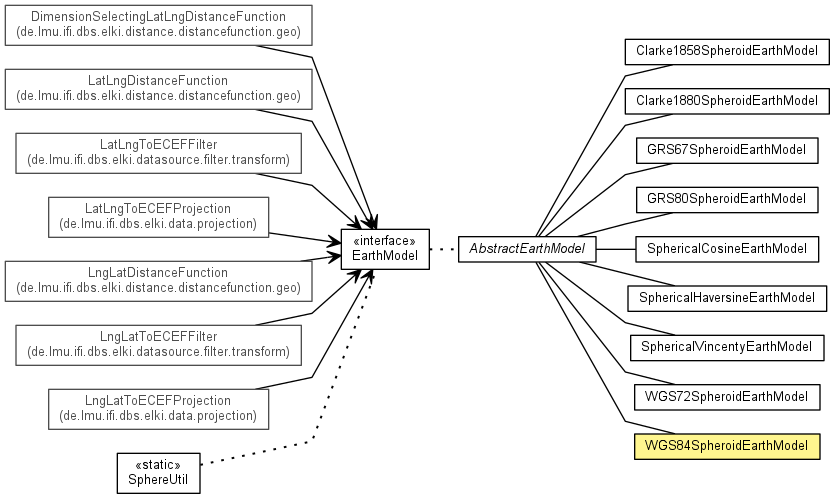 DimensionSelectingLatLngDistanceFunction
(de.lmu.ifi.dbs.elki.distance.distancefunction.geo)
LatLngDistanceFunction
(de.lmu.ifi.dbs.elki.distance.distancefunction.geo)
LatLngToECEFFilter
(de.lmu.ifi.dbs.elki.datasource.filter.transform)
LatLngToECEFProjection
(de.lmu.ifi.dbs.elki.data.projection)
LngLatDistanceFunction
(de.lmu.ifi.dbs.elki.distance.distancefunction.geo)
LngLatToECEFFilter
(de.lmu.ifi.dbs.elki.datasource.filter.transform)
LngLatToECEFProjection
(de.lmu.ifi.dbs.elki.data.projection)
«static»
SphereUtil
«interface»
EarthModel
AbstractEarthModel
Clarke1858SpheroidEarthModel
Clarke1880SpheroidEarthModel
GRS67SpheroidEarthModel
GRS80SpheroidEarthModel
SphericalCosineEarthModel
SphericalHaversineEarthModel
SphericalVincentyEarthModel
WGS72SpheroidEarthModel
WGS84SpheroidEarthModel